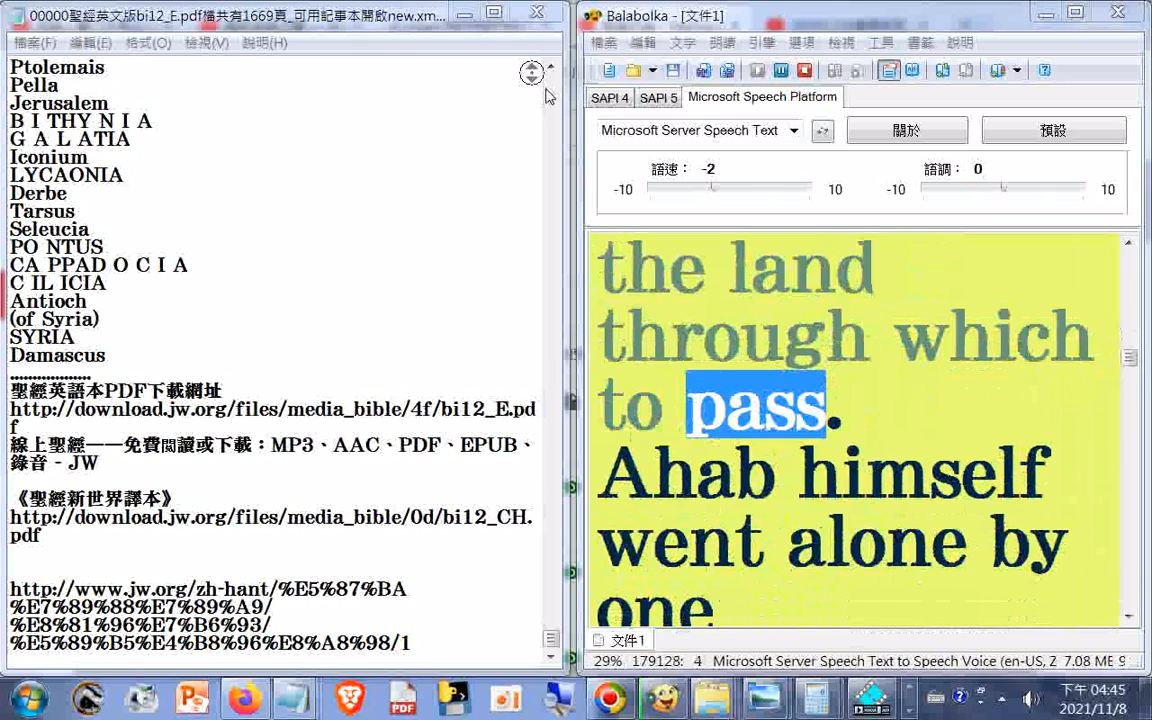 00000聖經英文版bi12_E.pdf檔共有1669頁_可用記事本開啟new.xm...
檔案(F) 編輯(E) 格式(O) 檢視(V) 說明(H)
Ptolemais
Pella
Jerusalem
B I THY N I A
G A L ATIA
Iconium
LYCAONIA
Derbe
Tarsus
Seleucia
PO NTUS
CA PPAD O C I A
C IL ICIA
Antioch
(of Syria)
SYRIA
Damascus
..................
聖經英語本PDF下載網址
http://download.jw.org/files/media_bible/4f/bi12_E.pd
f
線上聖經——免費閱讀或下載：MP3、AAC、PDF、EPUB、
錄音 - JW
《聖經新世界譯本》
http://download.jw.org/files/media_bible/0d/bi12_CH.
pdf
http://www.jw.org/zh-hant/%E5%87%BA
%E7%89%88%E7%89%A9/
%E8%81%96%E7%B6%93/
%E5%89%B5%E4%B8%96%E8%A8%98/1
Balabolka - [文件1]
檔案 編輯 文字 朗讀 引擎 選項 檢視 工具 書籤 說明
SAPI 4 SAPI 5 Microsoft Speech Platform
Microsoft Server Speech Text 關於 預設
語速： -2 語調： 0
-10 10 -10 10
the land
through which
to pass.
Ahab himself
went alone by
one
文件1
29% 179128: 4 Microsoft Server Speech Text to Speech Voice (en-US, Z 7.08 MB 9
下午 04:45
2021/11/8